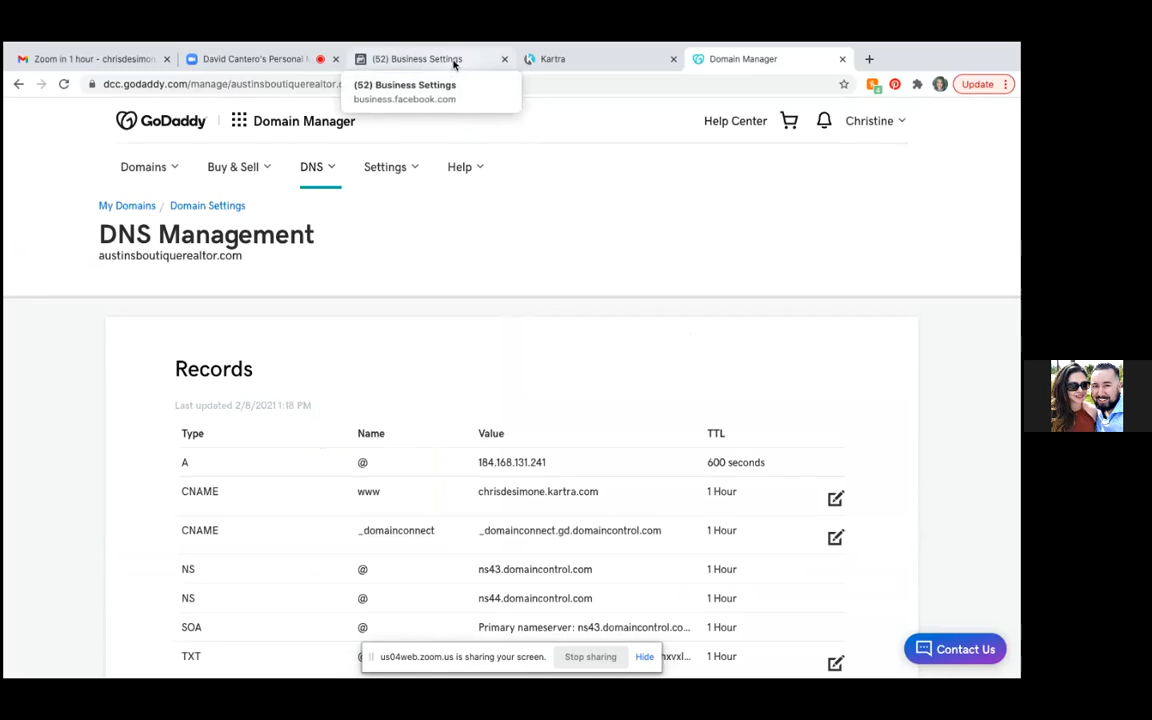 Zoom in 1 hour - chrisdesimon
David Cantero's Personal
(52) Business Settings
Kartra
Domain Manager
dcc.godaddy.com/manage/austinsboutiquerealtor.c
Update
(52) Business Settings
business.facebook.com
GoDaddy
Domain Manager
Help Center
Christine
Domains
Buy & Sell
DNS
Settings
Help
My Domains / Domain Settings
DNS Management
austinsboutiquerealtor.com
Records
Last updated 2/8/2021 1:18 PM
Type Name Value TTL
A @ 184.168.131.241 600 seconds
CNAME www chrisdesimone.kartra.com 1 Hour
CNAME _domainconnect _domainconnect.gd.domaincontrol.com 1 Hour
NS @ ns43.domaincontrol.com 1 Hour
NS @ ns44.domaincontrol.com 1 Hour
SOA @ Primary nameserver: ns43.domaincontrol.co... 1 Hour
TXT 1 Hour
us04web.zoom.us is sharing your screen.
Stop sharing
Hide
Contact Us